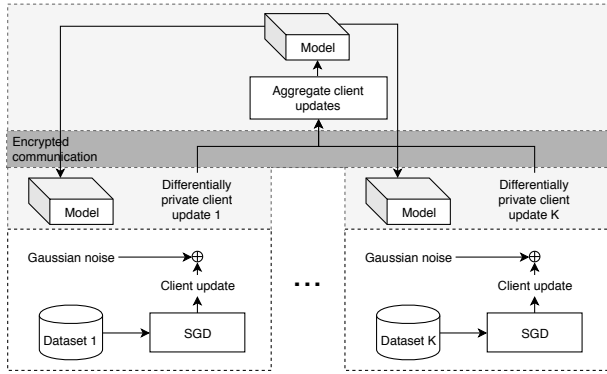 Model
Aggregate client
updates
Encrypted
communication
Model
Differentially
private client
update 1
Model
Differentially
private client
update K
Gaussian noise
Client update
Dataset 1
SGD
...
Gaussian noise
Client update
Dataset K
SGD